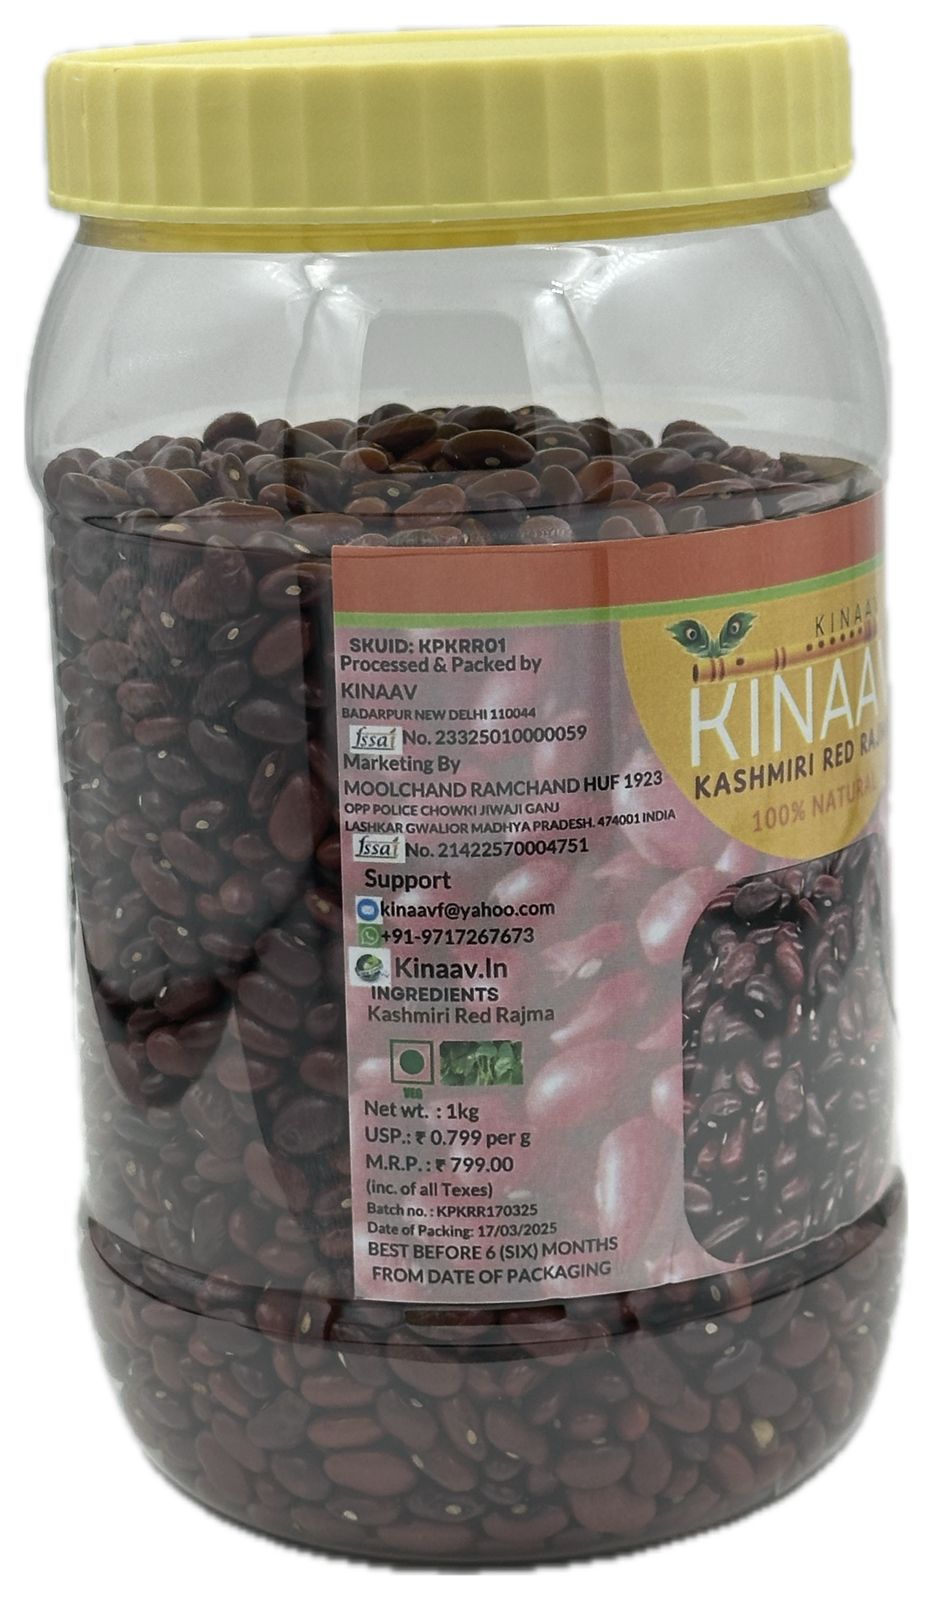 SKUID: KPKRR01
Processed & Packed by
KINAAV
BADARPUR NEW DELHI 110044
fssai No. 23325010000059
Marketing By
MOOLCHAND RAMCHAND HUF 1923
OPP POLICE CHOWKI JIWAJI GANJ
LASHKAR GWALIOR MADHYA PRADESH. 474001 INDIA
fssai No. 21422570004751
Support
kinaavf@yahoo.com
+91-9717267673
Kinaav.In
INGREDIENTS
Kashmiri Red Rajma
VEG
Net wt. : 1kg
USP.: ₹ 0.799 per g
M.R.P. : ₹ 799.00
(inc. of all Texes)
Batch no. : KPKRR170325
Date of Packing: 17/03/2025
BEST BEFORE 6 (SIX) MONTHS
FROM DATE OF PACKAGING
KINAA
KINAA
KASHMIRI RED RAJ
100% NATURAL